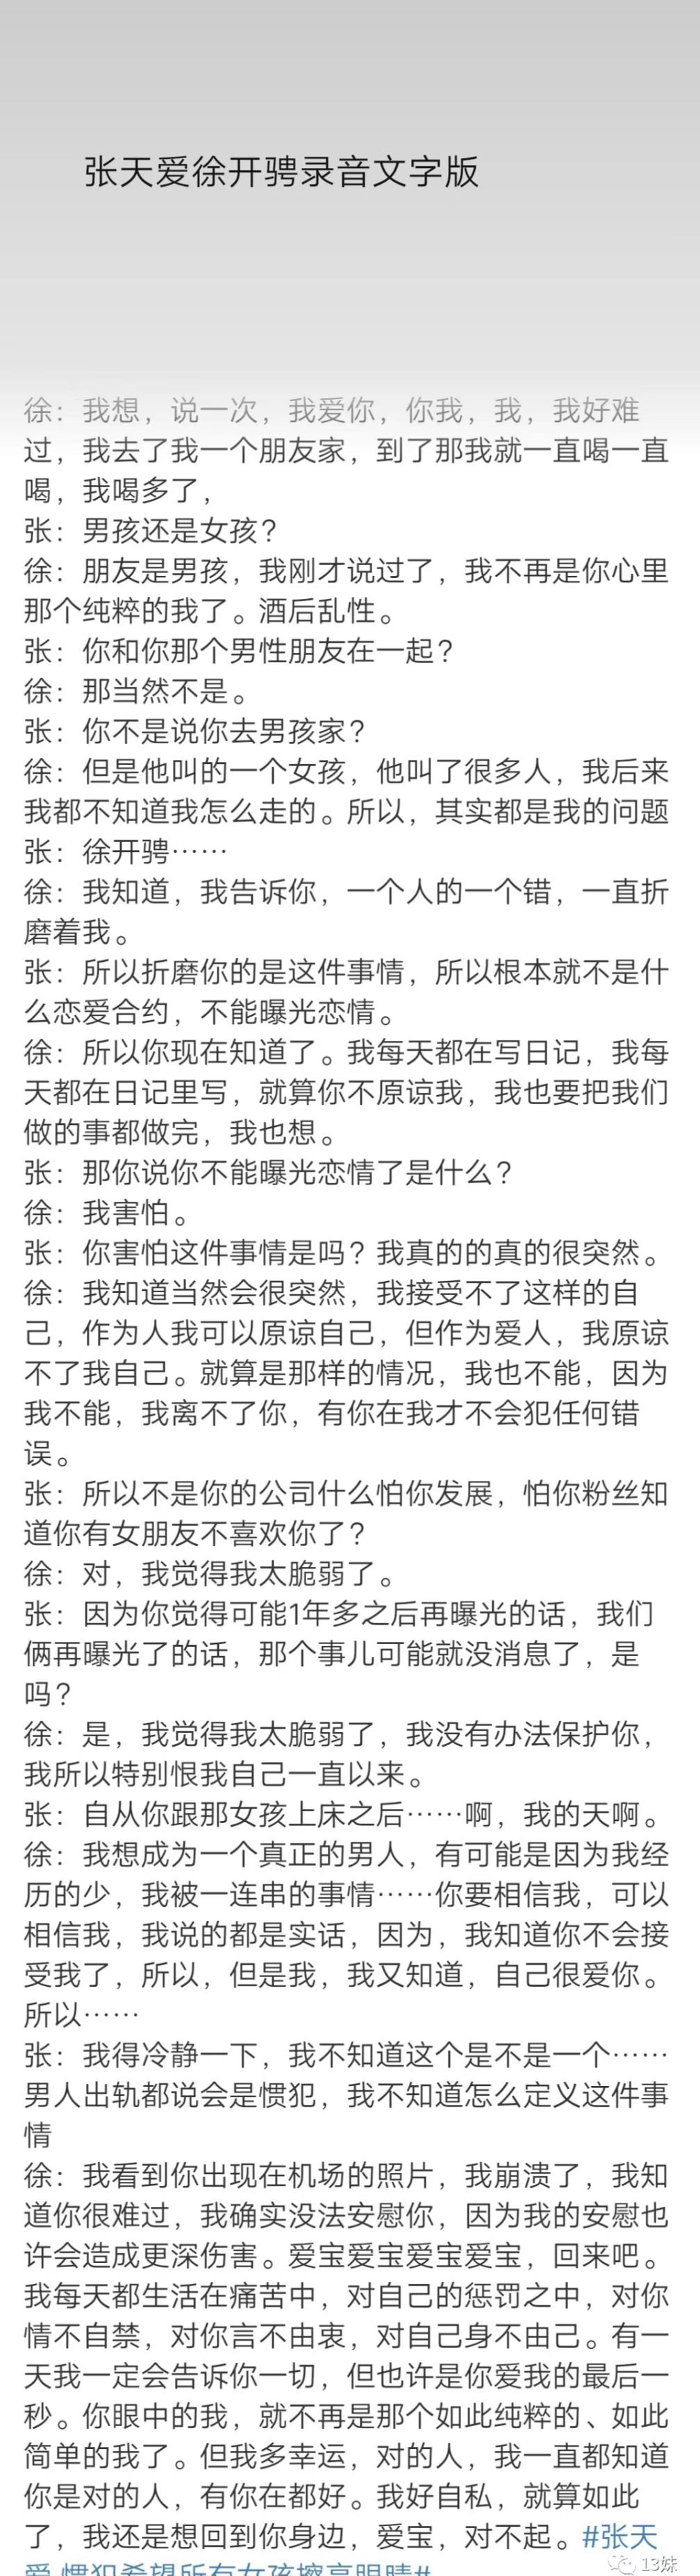 张天爱徐开骋录音文字版
徐：我想，说一次，我爱你，你我，我，我好难
过，我去了我一个朋友家，到了那我就一直喝一直
喝，我喝多了，
张：男孩还是女孩？
徐：朋友是男孩，我刚才说过了，我不再是你心里
那个纯粹的我了。酒后乱性。
张：你和你那个男性朋友在一起？
徐：那当然不是。
张：你不是说你去男孩家？
徐：但是他叫的一个女孩，他叫了很多人，我后来
我都不知道我怎么走的。所以，其实都是我的问题
张：徐开骋……
徐：我知道，我告诉你，一个人的一个错，一直折
磨着我。
张：所以折磨你的是这件事情，所以根本就不是什
么恋爱合约，不能曝光恋情。
徐：所以你现在知道了。我每天都在写日记，我每
天都在日记里写，就算你不原谅我，我也要把我们
做的事都做完，我也想。
张：那你说你不能曝光恋情了是什么？
徐：我害怕。
张：你害怕这件事情是吗？我真的的真的很突然。
徐：我知道当然会很突然，我接受不了这样的自
己，作为人我可以原谅自己，但作为爱人，我原谅
不了我自己。就算是那样的情况，我也不能，因为
我不能，我离不了你，有你在我才不会犯任何错
误。
张：所以不是你的公司什么怕你发展，怕你粉丝知
道你有女朋友不喜欢你了？
徐：对，我觉得我太脆弱了。
张：因为你觉得可能1年多之后再曝光的话，我们
俩再曝光了的话，那个事儿可能就没消息了，是
吗？
徐：是，我觉得我太脆弱了，我没有办法保护你，
我所以特别恨我自己一直以来。
张：自从你跟那女孩上床之后……啊，我的天啊。
徐：我想成为一个真正的男人，有可能是因为我经
历的少，我被一连串的事情……你要相信我，可以
相信我，我说的都是实话，因为，我知道你不会接
受我了，所以，但是我，我又知道，自己很爱你。
所以……
张：我得冷静一下，我不知道这个是不是一个……
男人出轨都说会是惯犯，我不知道怎么定义这件事
情
徐：我看到你出现在机场的照片，我崩溃了，我知
道你很难过，我确实没法安慰你，因为我的安慰也
许会造成更深伤害。爱宝爱宝爱宝爱宝，回来吧。
我每天都生活在痛苦中，对自己的惩罚之中，对你
情不自禁，对你言不由衷，对自己身不由己。有一
天我一定会告诉你一切，但也许是你爱我的最后一
秒。你眼中的我，就不再是那个如此纯粹的、如此
简单的我了。但我多幸运，对的人，我一直都知道
你是对的人，有你在都好。我好自私，就算如此
了，我还是想回到你身边，爱宝，对不起。#张天
爱 惯犯希望所有女孩擦亮眼睛#
13妹